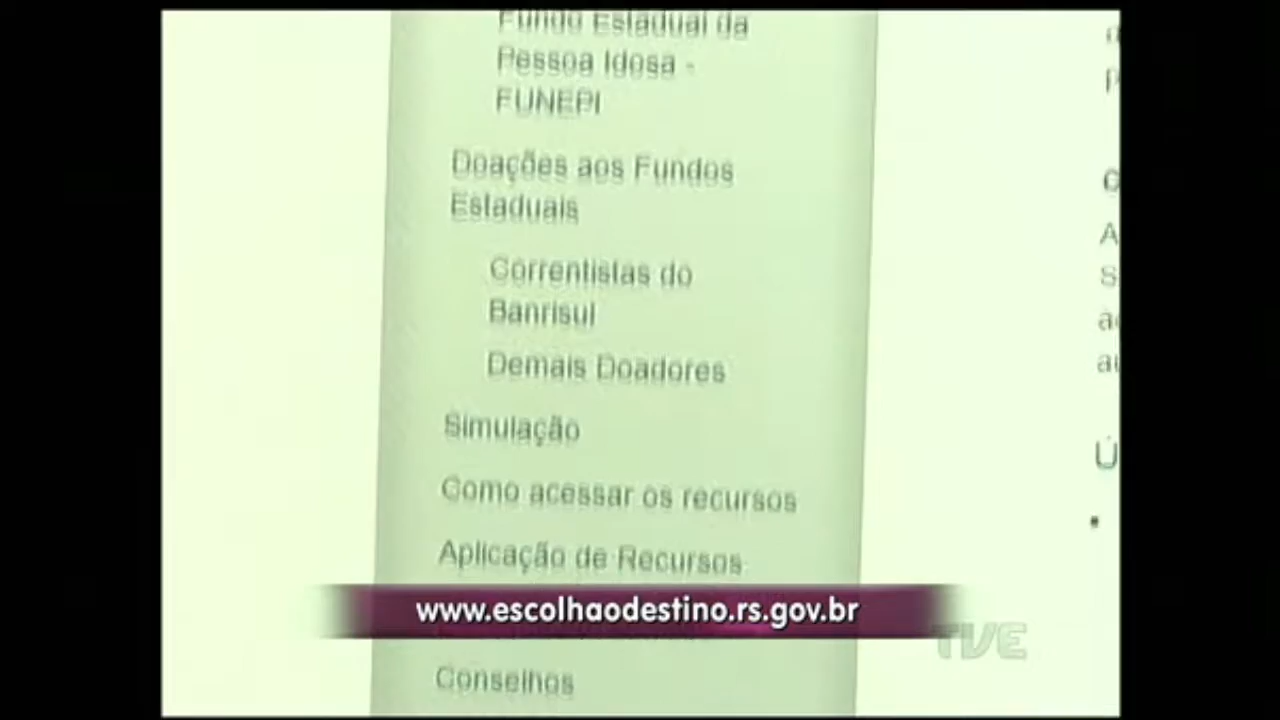 Fundo Estadual da
Pessoa Idosa -
FUNEPI
Doações aos Fundos
Estaduais
Correntistas do
Banrisul
Demais Doadores
Simulação
Como acessar os recursos
Aplicação de Recursos
www.escolhaodestino.rs.gov.br
TVE
Conselhos